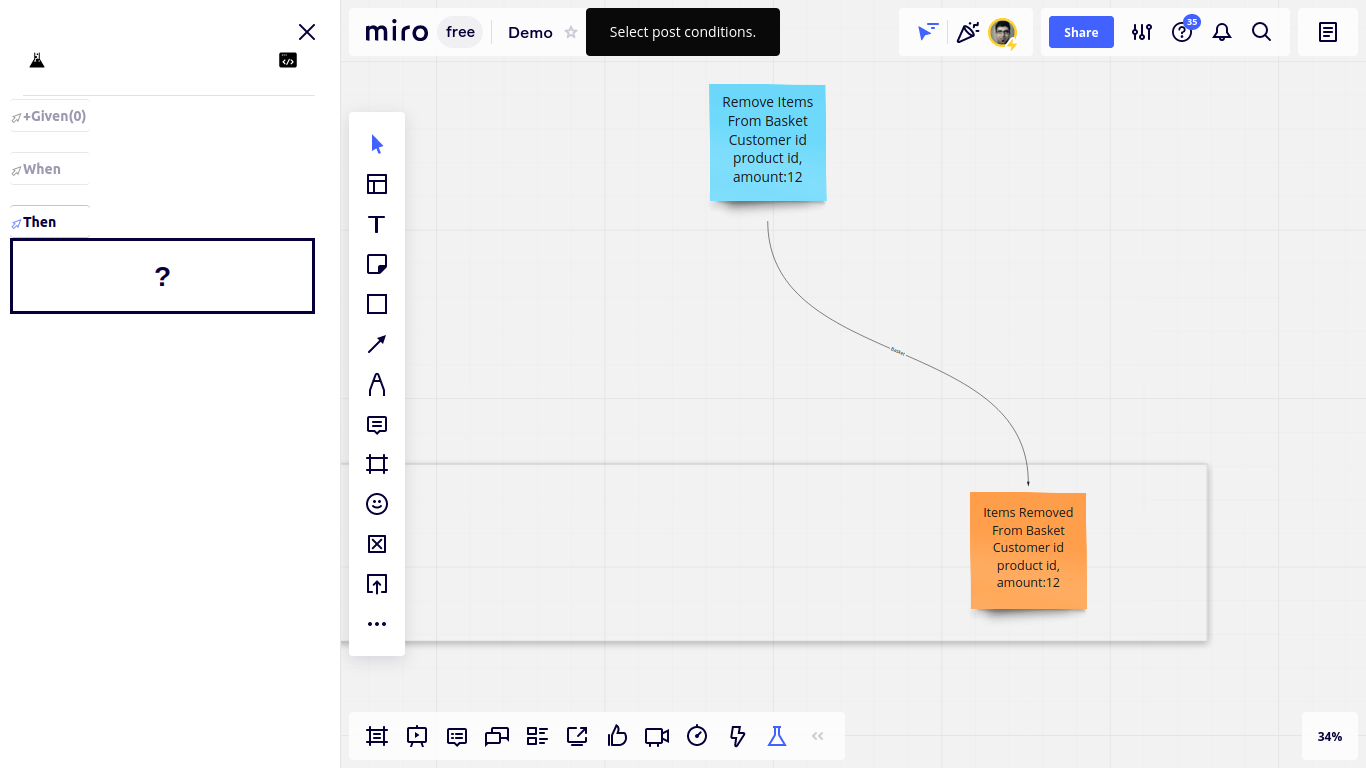 miro free Demo Select post conditions. Share 35
</>
+Given(0)
When
Then
?
Remove Items
From Basket
Customer id
product id,
amount:12
Basket
Items Removed
From Basket
Customer id
product id,
amount:12
34%